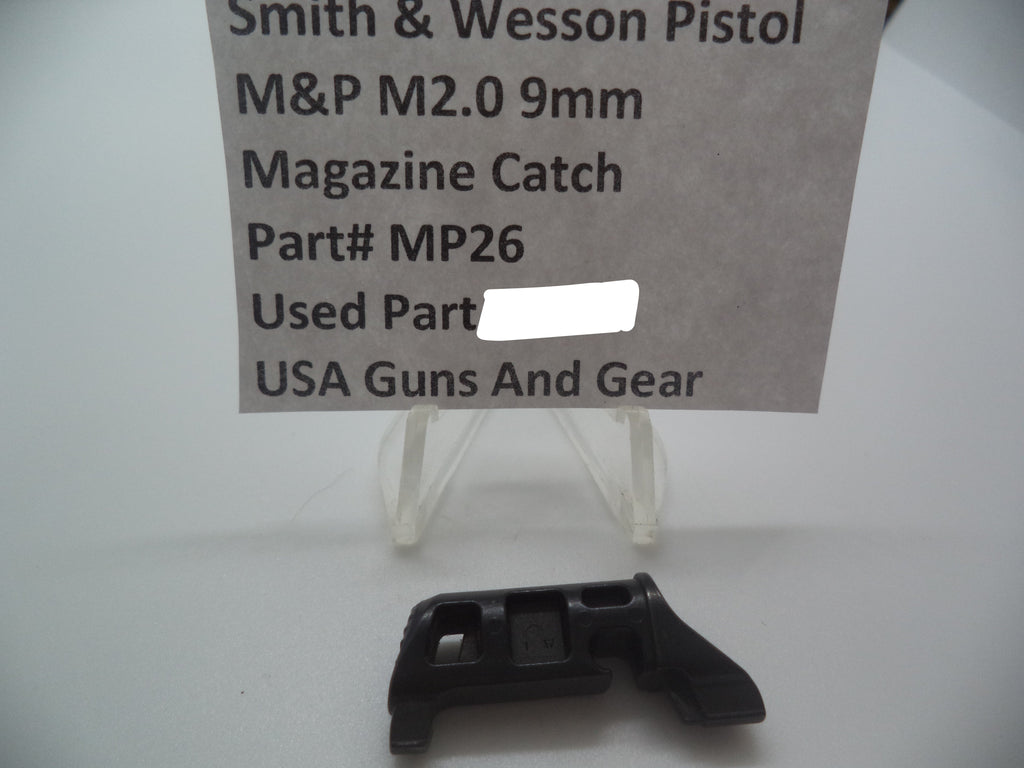 Smith & Wesson Pistol
M&P M2.0 9mm
Magazine Catch
Part# MP26
Used Part
USA Guns And Gear